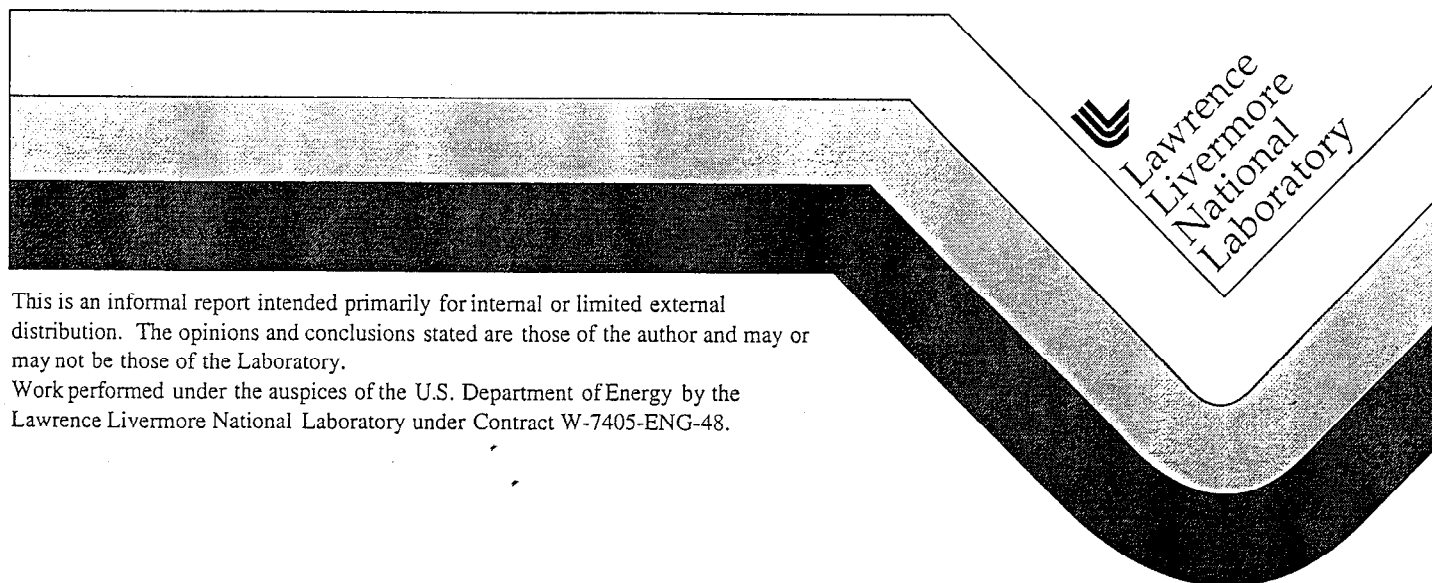 Lawrence
Livermore
National
Laboratory
This is an informal report intended primarily for internal or limited external
distribution. The opinions and conclusions stated are those of the author and may or
may not be those of the Laboratory.
Work performed under the auspices of the U.S. Department of Energy by the
Lawrence Livermore National Laboratory under Contract W-7405-ENG-48.